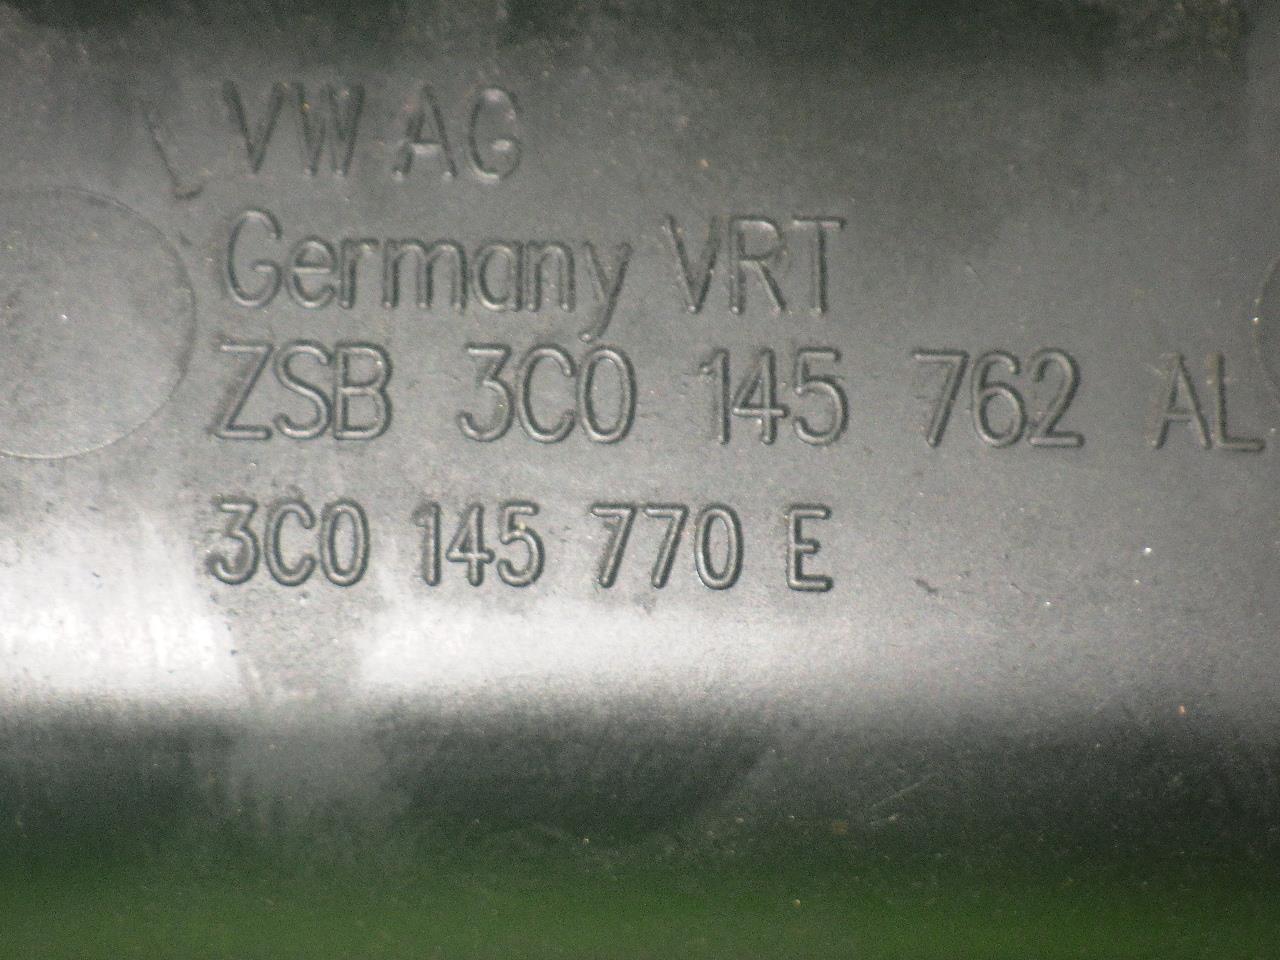 VW AG
Germany VRT
ZSB 3C0 145 762 AL
3C0 145 770 E